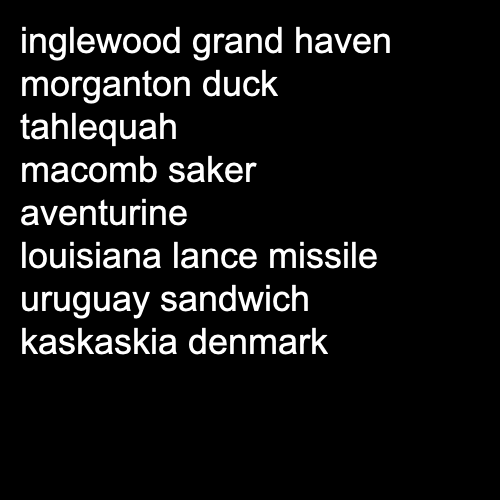 inglewood grand haven
morganton duck
tahlequah
macomb saker
aventurine
louisiana lance missile
uruguay sandwich
kaskaskia denmark